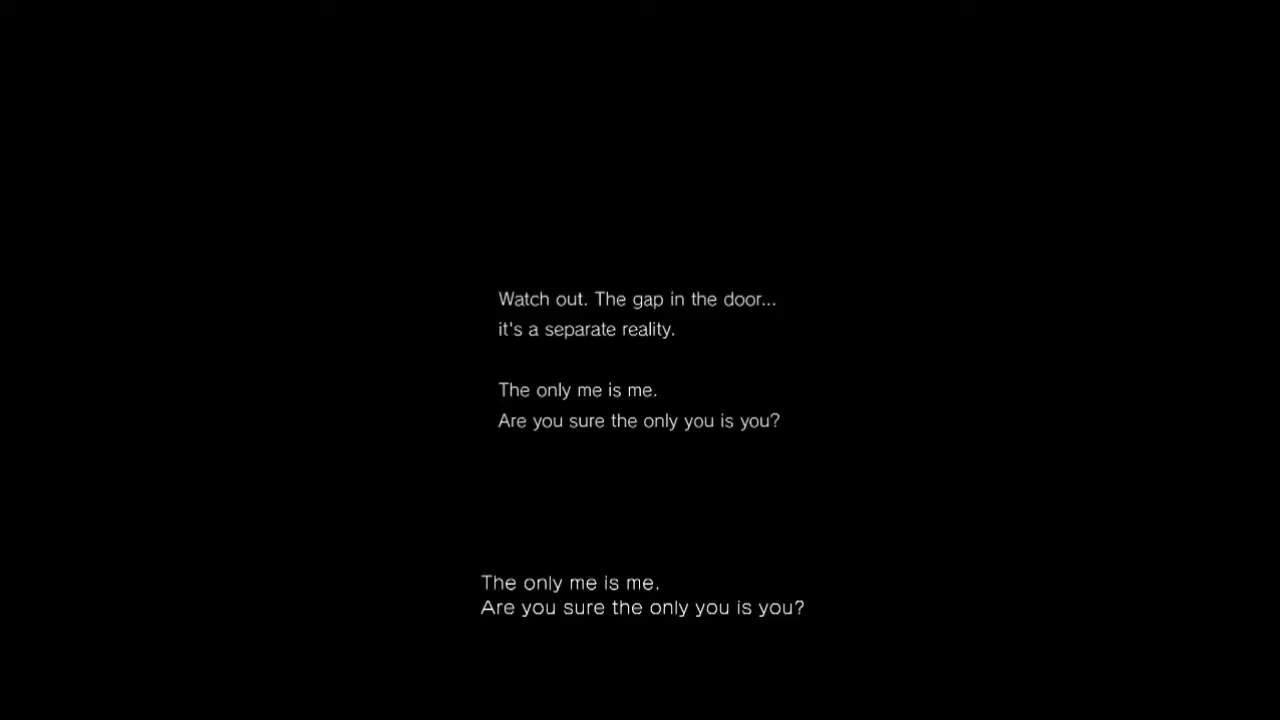 Watch out. The gap in the door...
it's a separate reality.
The only me is me.
Are you sure the only you is you?
The only me is me.
Are you sure the only you is you?